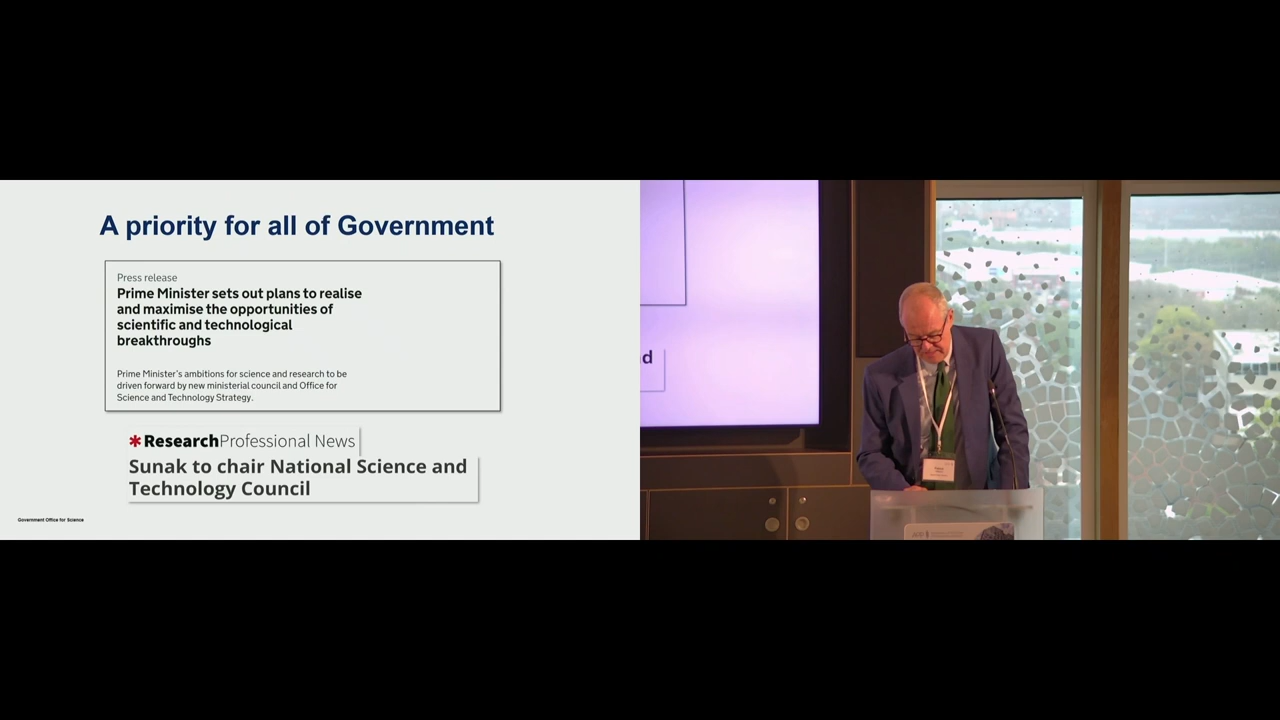 A priority for all of Government
Press release
Prime Minister sets out plans to realise
and maximise the opportunities of
scientific and technological
breakthroughs
Prime Minister's ambitions for science and research to be
driven forward by new ministerial council and Office for
Science and Technology Strategy.
ResearchProfessional News
Sunak to chair National Science and
Technology Council
Government Office for Science
d